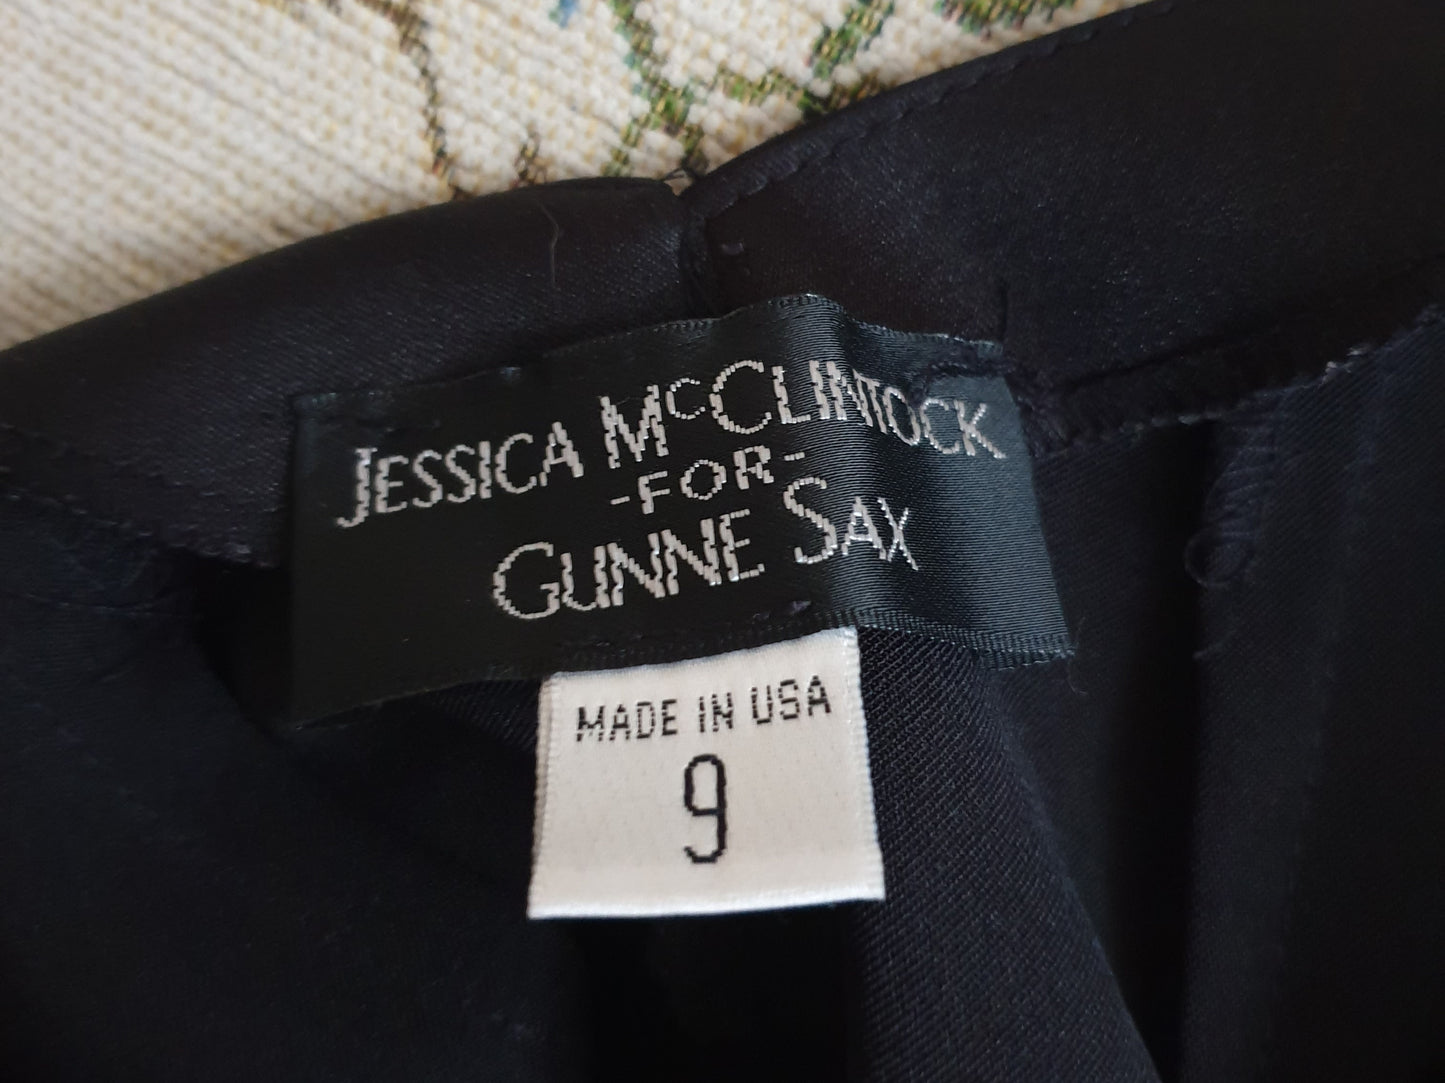 JESSICA McCLINTOCK
-FOR-
GUNNE SAX
MADE IN USA
9